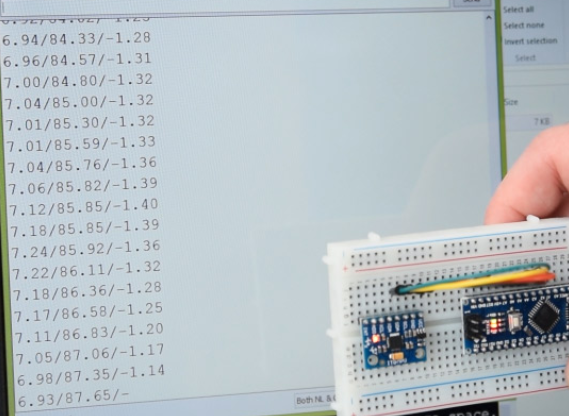 6.94/84.33/-1.28
6.96/84.57/-1.31
7.00/84.80/-1.32
7.04/85.00/-1.32
7.01/85.30/-1.32
7.01/85.59/-1.33
7.04/85.76/-1.36
7.06/85.82/-1.39
7.12/85.85/-1.40
7.18/85.85/-1.39
7.24/85.92/-1.36
7.22/86.11/-1.32
7.18/86.36/-1.28
7.17/86.58/-1.25
7.11/86.83/-1.20
7.05/87.06/-1.17
6.98/87.35/-1.14
6.93/87.65/-
Both NL &
Select all
Select none
Invert selection
Select
Size
7 KB